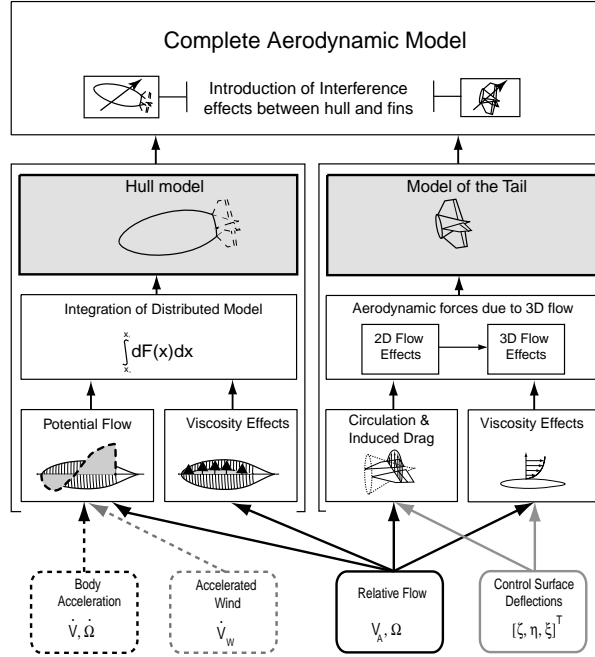 Complete Aerodynamic Model
Introduction of Interference
effects between hull and fins
Hull model
Model of the Tail
Integration of Distributed Model
∫dF(x)dx
Aerodynamic forces due to 3D flow
2D Flow
Effects
3D Flow
Effects
Potential Flow
Viscosity Effects
Circulation &
Induced Drag
Viscosity Effects
Body
Acceleration
V̇, Ω̇
Accelerated
Wind
V̇_W
Relative Flow
V_A, Ω
Control Surface
Deflections
[ζ, η, ξ]^T